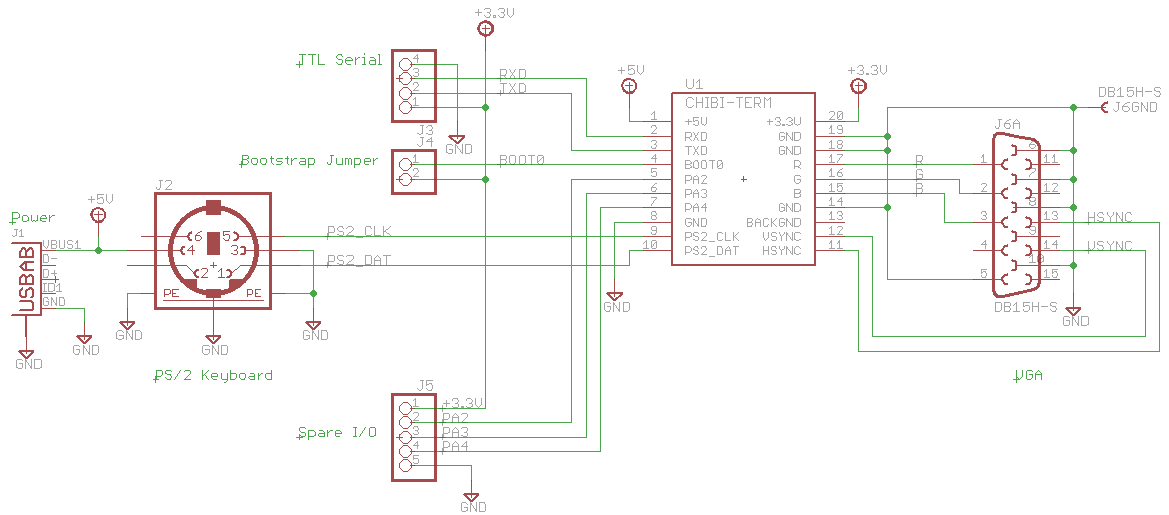 +3.3V
TTL Serial
4
3
2
1
RXD
TXD
J3
GND
J4
Bootstrap Jumper
1
2
BOOT0
+5V
U1
CHIBI-TERM
+3.3V
1 +5V +3.3V 20
2 RXD GND 19
3 TXD GND 18
4 BOOT0 R 17
5 PA2 G 16
6 PA3 B 15
7 PA4 GND 14
8 GND BACKGND 13
9 PS2_CLK VSYNC 12
10 PS2_DAT HSYNC 11
GND
R
G
B
DB15H-S
J6GND
J6A
6
1 11
7
2 12
8
3 13
9
4 14
10
5 15
HSYNC
VSYNC
DB15H-S
GND
VGA
Power
J1
USBAB
VBUS1
D-
D+
ID1
GND
+5V
GND
GND
J2
6 5
4 3
2 1
PE PE
PS2_CLK
PS2_DAT
GND
GND
GND
PS/2 Keyboard
J5
Spare I/O
1 +3.3V
2 PA2
3 PA3
4 PA4
5
GND